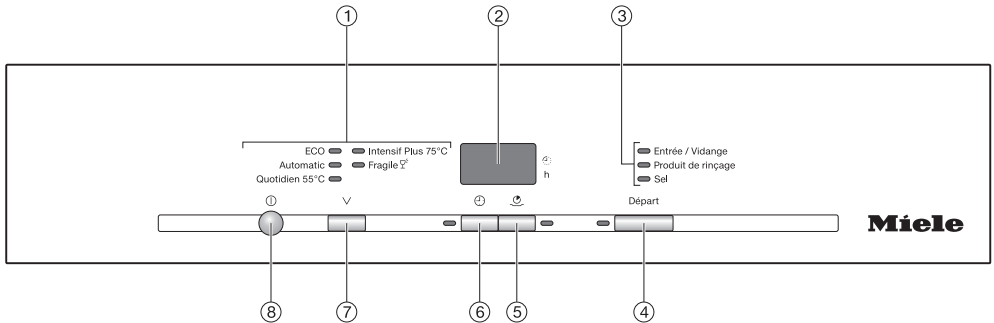 ① ② ③
ECO
Intensif Plus 75°C
Automatic
Fragile
Quotidien 55°C
h
Entrée / Vidange
Produit de rinçage
Sel
Départ
Miele
⑧ ⑦ ⑥ ⑤ ④